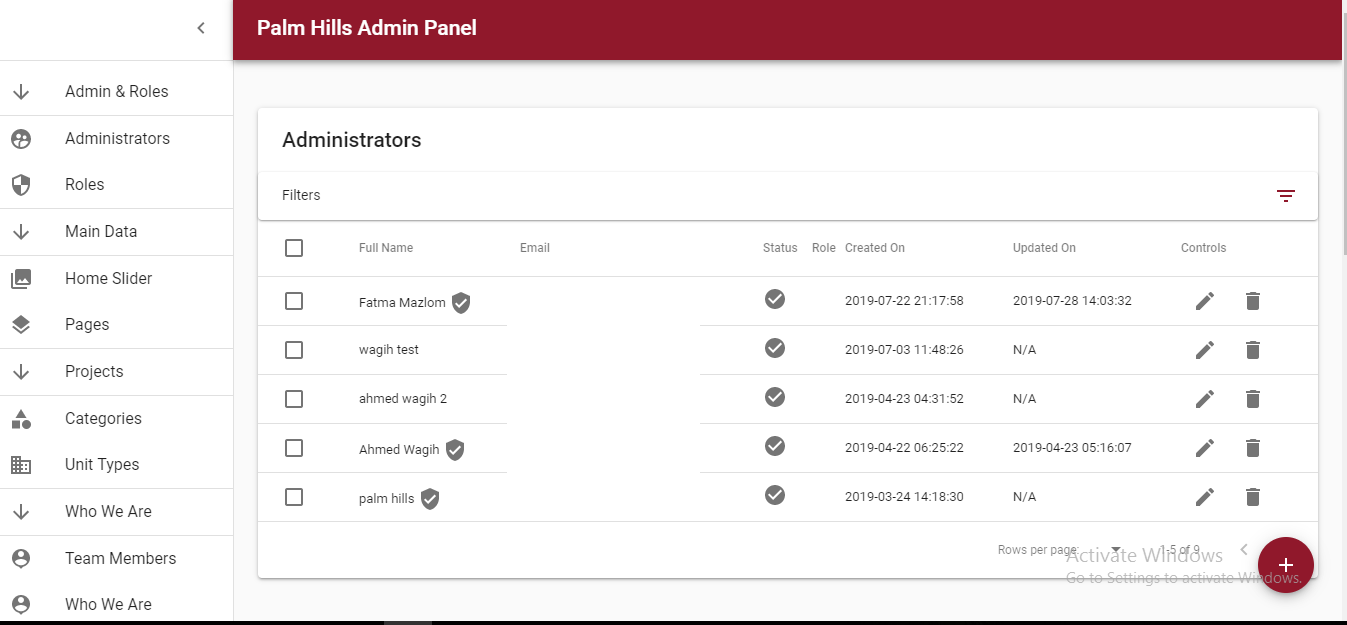 Palm Hills Admin Panel
Admin & Roles
Administrators
Roles
Main Data
Home Slider
Pages
Projects
Categories
Unit Types
Who We Are
Team Members
Who We Are
Administrators
Filters
Full Name Email Status Role Created On Updated On Controls
Fatma Mazlom 2019-07-22 21:17:58 2019-07-28 14:03:32
wagih test 2019-07-03 11:48:26 N/A
ahmed wagih 2 2019-04-23 04:31:52 N/A
Ahmed Wagih 2019-04-22 06:25:22 2019-04-23 05:16:07
palm hills 2019-03-24 14:18:30 N/A
Rows per page: 1-5 of 9
Activate Windows
Go to Settings to activate Windows.